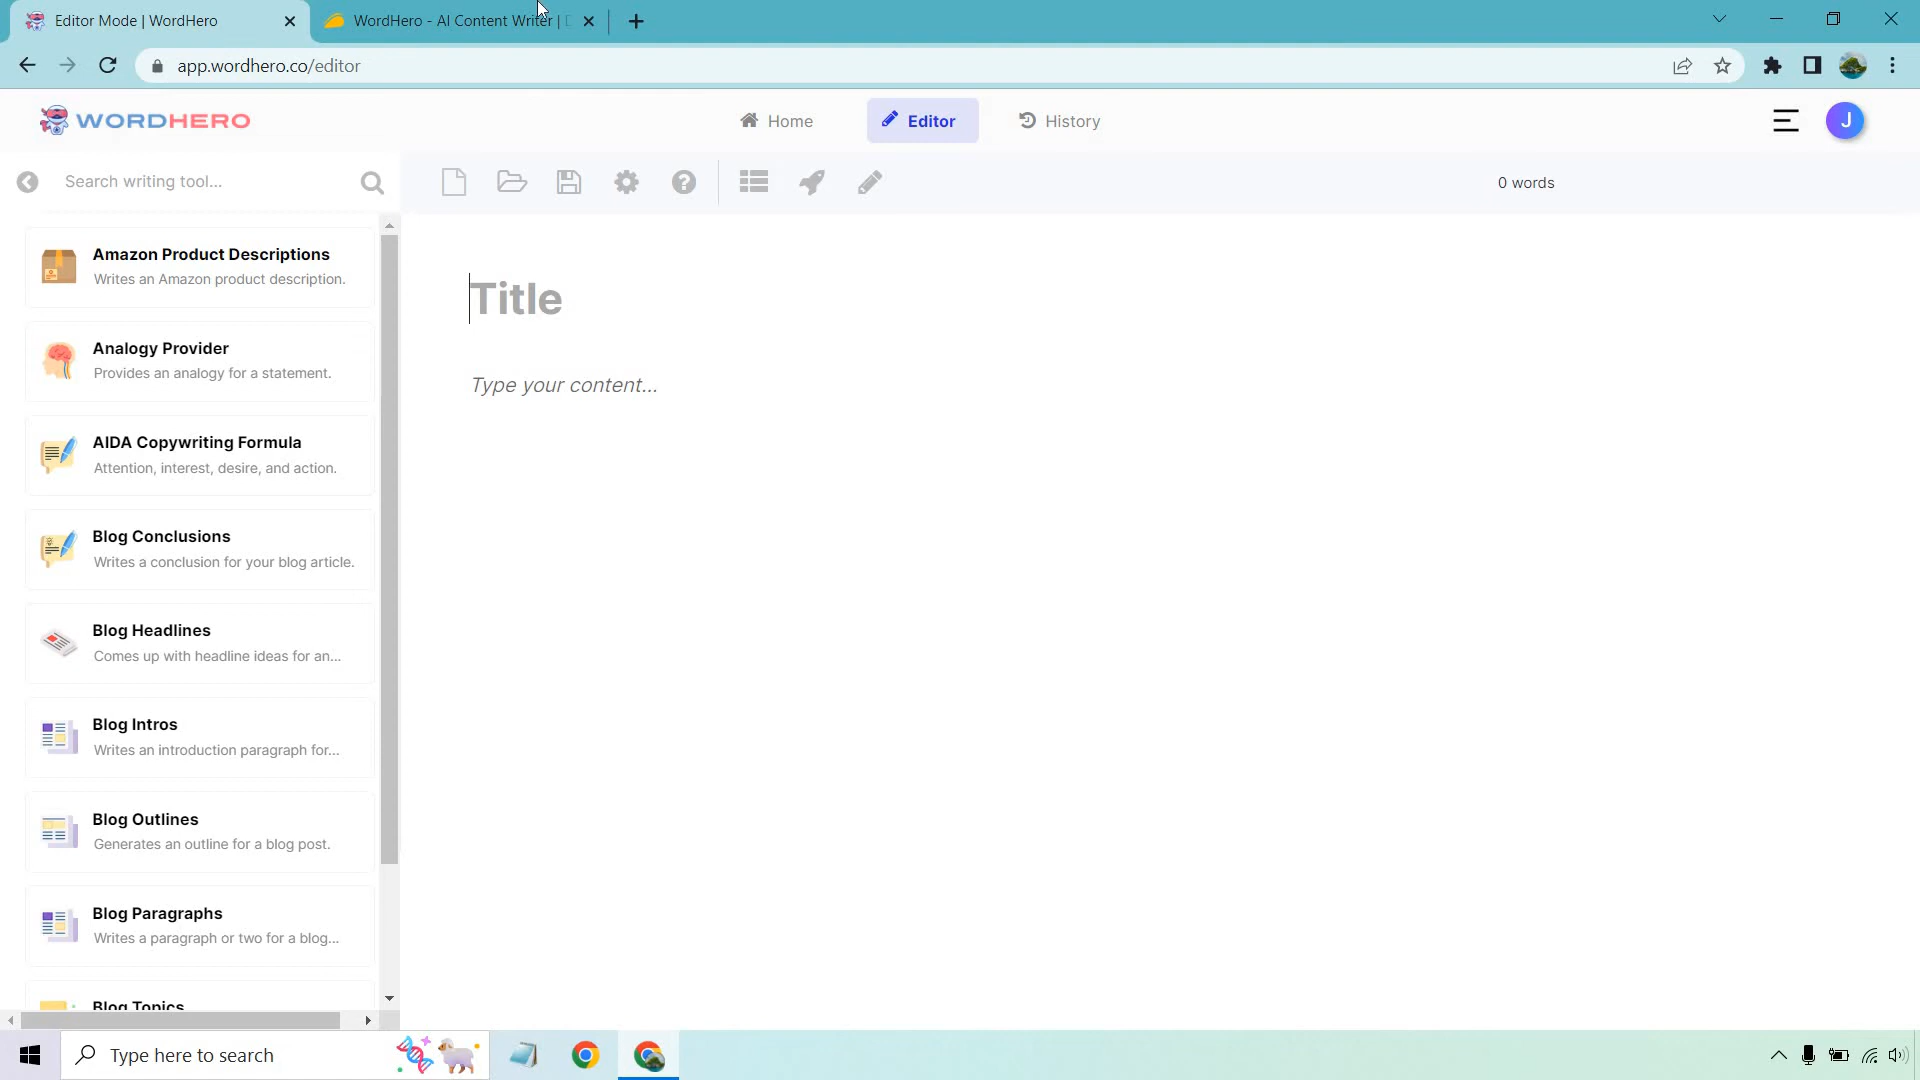 Editor Mode | WordHero
WordHero - AI Content Writer |
app.wordhero.co/editor
WORDHERO
Home
Editor
History
J
Search writing tool...
0 words
Amazon Product Descriptions
Writes an Amazon product description.
Analogy Provider
Provides an analogy for a statement.
AIDA Copywriting Formula
Attention, interest, desire, and action.
Blog Conclusions
Writes a conclusion for your blog article.
Blog Headlines
Comes up with headline ideas for an...
Blog Intros
Writes an introduction paragraph for...
Blog Outlines
Generates an outline for a blog post.
Blog Paragraphs
Writes a paragraph or two for a blog...
Blog Topics
Title
Type your content...
Type here to search